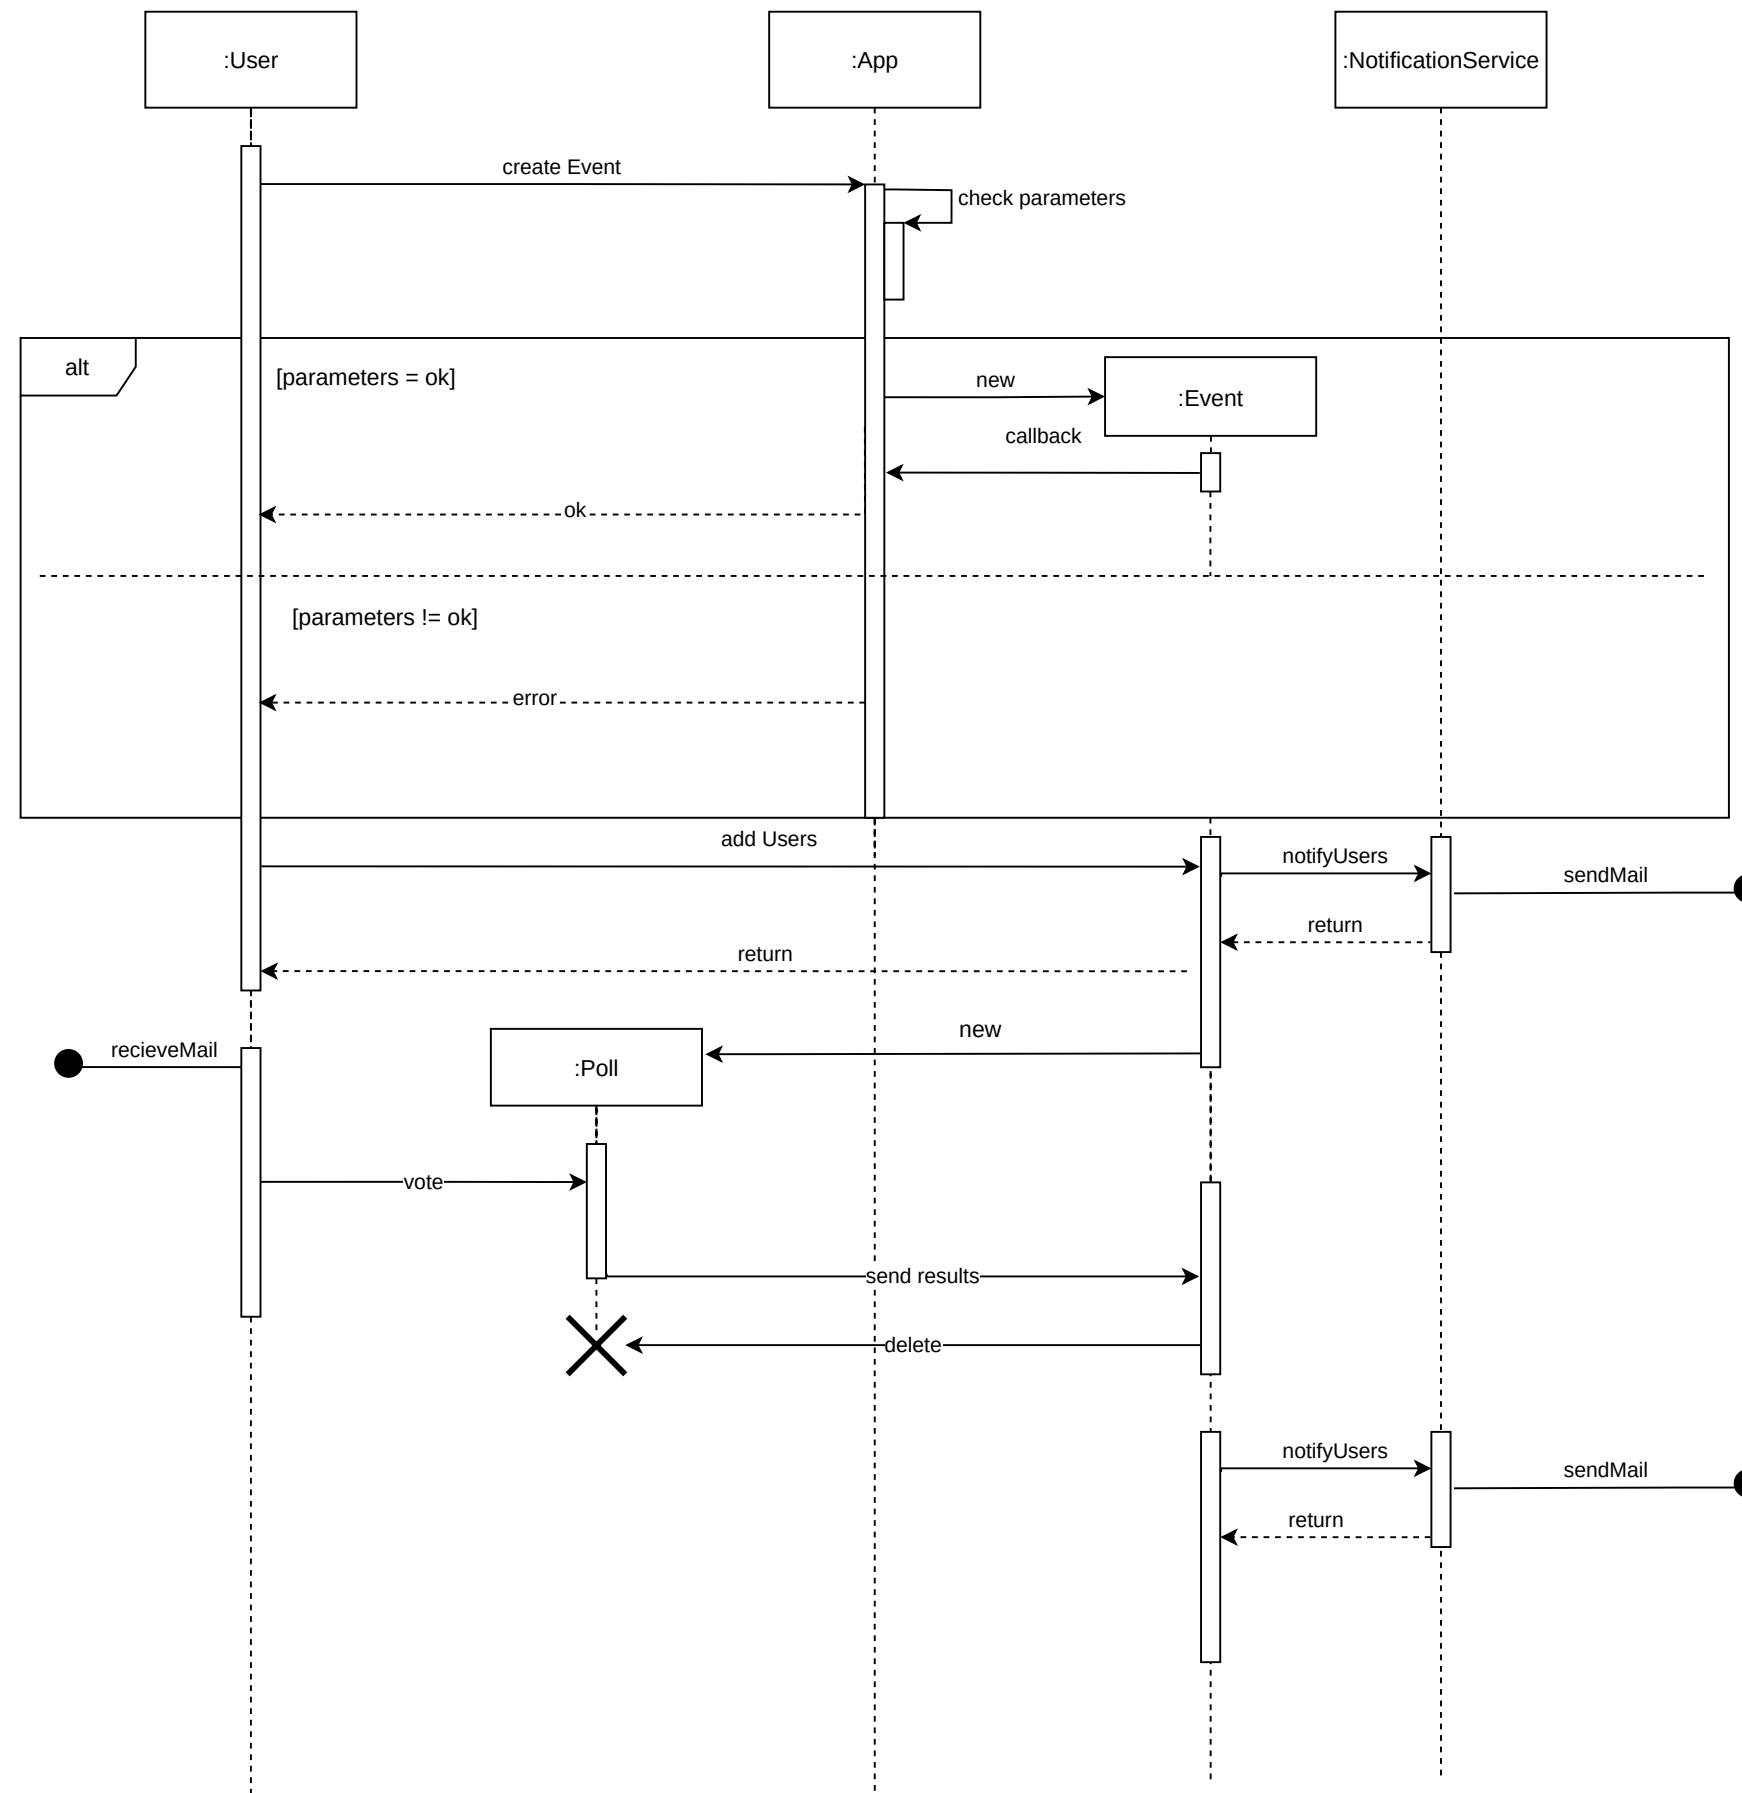 :User
:App
:NotificationService
create Event
check parameters
alt
[parameters = ok]
new
:Event
callback
ok
[parameters != ok]
error
add Users
notifyUsers
sendMail
return
return
new
recieveMail
:Poll
vote
send results
delete
notifyUsers
sendMail
return